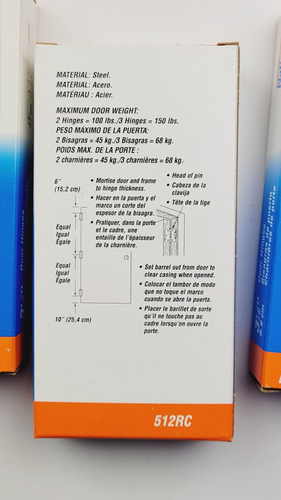 MATERIAL: Steel.
MATERIAL: Acero.
MATÉRIAU : Acier.
MAXIMUM DOOR WEIGHT:
2 Hinges = 100 lbs./3 Hinges = 150 lbs.
PESO MÁXIMO DE LA PUERTA:
2 Bisagras = 45 kg./3 Bisagras = 68 kg.
POIDS MAX. DE LA PORTE :
2 charnières = 45 kg./3 charnières = 68 kg.
6"
(15,2 cm)
• Mortise door and frame
to hinge thickness.
• Hacer en la puerta y el
marco un corte del
espesor de la bisagra.
• Pratiquer, dans la porte
et le cadre, une
entaille de l'épaisseur
de la charnière.
• Head of pin
• Cabeza de la
clavija
• Tête de la tige
Equal
Igual
Égale
Equal
Igual
Égale
10" (25,4 cm)
• Set barrel out from door to
clear casing when opened.
• Colocar el tambor de modo
que no toque el marco
cuando se abre la puerta.
• Placer le barillet de sorte
qu'il ne touche pas au
cadre lorsqu'on ouvre la
porte.
512RC